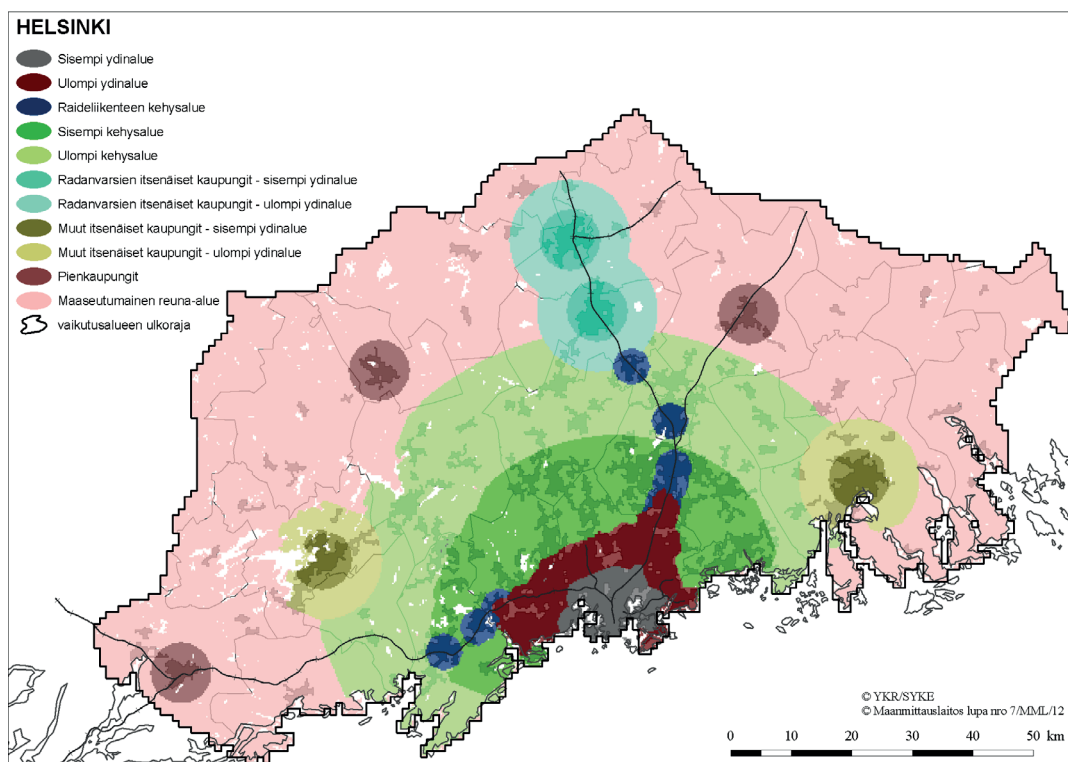 HELSINKI
Sisempi ydinalue
Ulompi ydinalue
Raideliikenteen kehysalue
Sisempi kehysalue
Ulompi kehysalue
Radanvarsien itsenäiset kaupungit - sisempi ydinalue
Radanvarsien itsenäiset kaupungit - ulompi ydinalue
Muut itsenäiset kaupungit - sisempi ydinalue
Muut itsenäiset kaupungit - ulompi ydinalue
Pienkaupungit
Maaseutumainen reuna-alue
vaikutusalueen ulkoraja
© YKR/SYKE
© Maanmittauslaitos lupa nro 7/MML/12
0 10 20 30 40 50 km